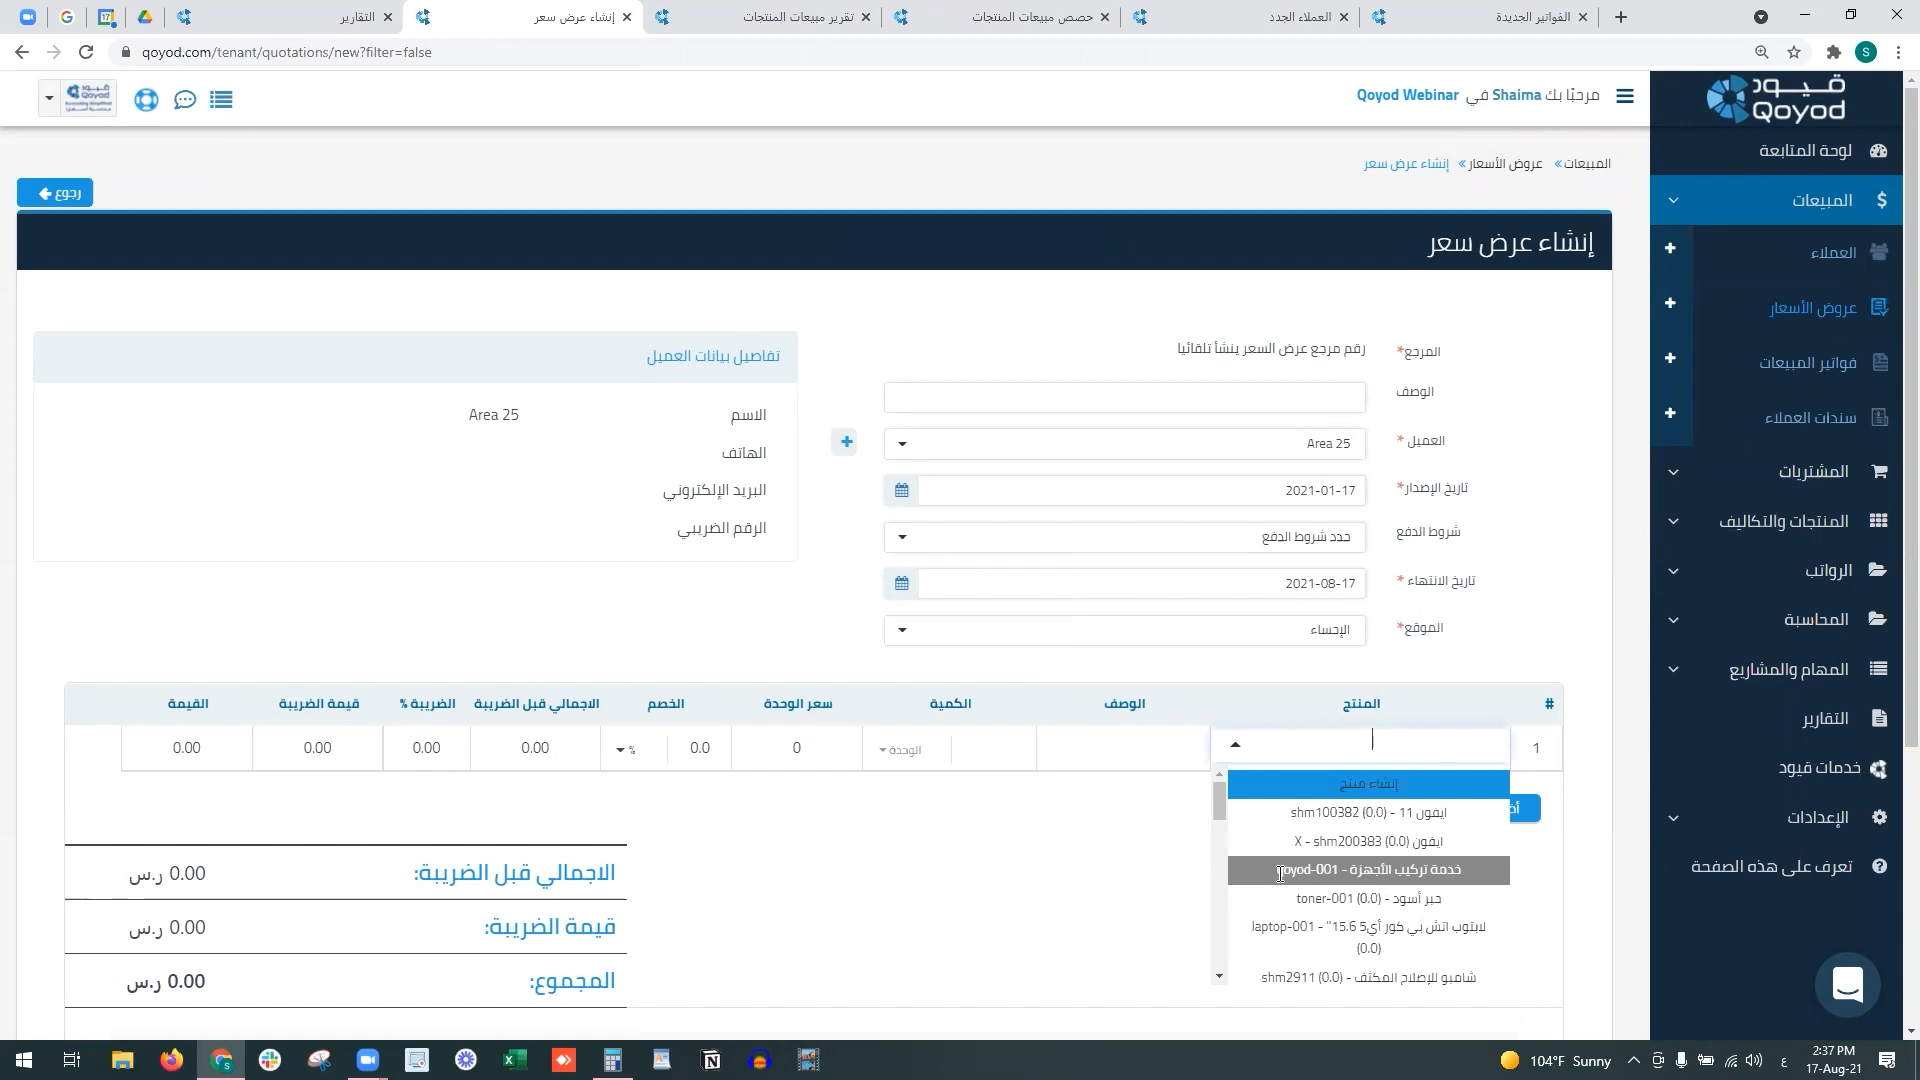 التقارير
إنشاء عرض سعر
تقرير مبيعات المنتجات
حصص مبيعات المنتجات
العملاء الجدد
الفواتير الجديدة
qoyod.com/tenant/quotations/new?filter=false
S
مرحبًا بك Shaima في Qoyod Webinar
قيود
Qoyod
لوحة المتابعة
المبيعات
العملاء
عروض الأسعار
فواتير المبيعات
سندات العملاء
المشتريات
المنتجات والتكاليف
الرواتب
المحاسبة
المهام والمشاريع
التقارير
خدمات قيود
الإعدادات
تعرف على هذه الصفحة
المبيعات » عروض الأسعار » إنشاء عرض سعر
رجوع
إنشاء عرض سعر
المرجع*
رقم مرجع عرض السعر ينشأ تلقائيا
الوصف
العميل *
Area 25
تاريخ الإصدار*
2021-01-17
شروط الدفع
حدد شروط الدفع
تاريخ الانتهاء *
2021-08-17
الموقع*
الإحساء
تفاصيل بيانات العميل
الاسم
Area 25
الهاتف
البريد الإلكتروني
الرقم الضريبي
# المنتج الوصف الكمية سعر الوحدة الخصم الاجمالي قبل الضريبة الضريبة % قيمة الضريبة القيمة
1 الوحدة 0 0.0 % 0.00 0.00 0.00 0.00
إنشاء منتج
ايفون 11 - shm100382 (0.0)
ايفون X - shm200383 (0.0)
خدمة تركيب الأجهزة - qoyod-001
حبر أسود - toner-001 (0.0)
لابتوب اتش بي كور أي5 15.6" - laptop-001
(0.0)
شامبو للإصلاح المكثف - shm2911 (0.0)
الاجمالي قبل الضريبة: 0.00 ر.س
قيمة الضريبة: 0.00 ر.س
المجموع: 0.00 ر.س
104°F Sunny
ع
2:37 PM
17-Aug-21